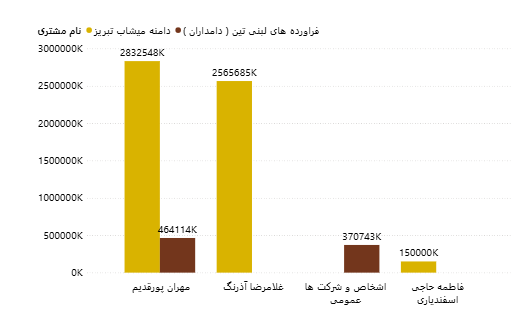 نام مشتری دامنه میشاب تبریز فراورده های لبنی تین ( دامداران )
3000000K
2832548K
2565685K
2500000K
2000000K
1500000K
1000000K
464114K
500000K
370743K
150000K
0K
مهران پورقدیم
غلامرضا آذرنگ
اشخاص و شرکت ها
عمومی
فاطمه حاجی
اسفندیاری